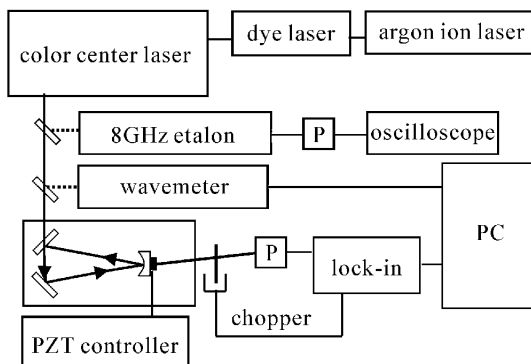 color center laser
dye laser
argon ion laser
8GHz etalon
P
oscilloscope
wavemeter
PC
P
lock-in
chopper
PZT controller